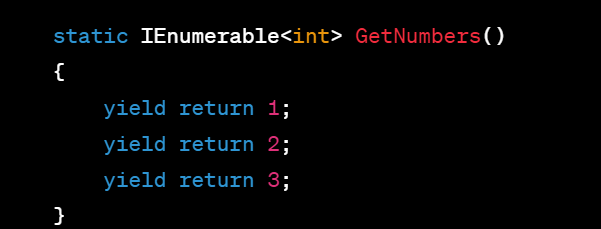 static IEnumerable<int> GetNumbers()
{
    yield return 1;
    yield return 2;
    yield return 3;
}